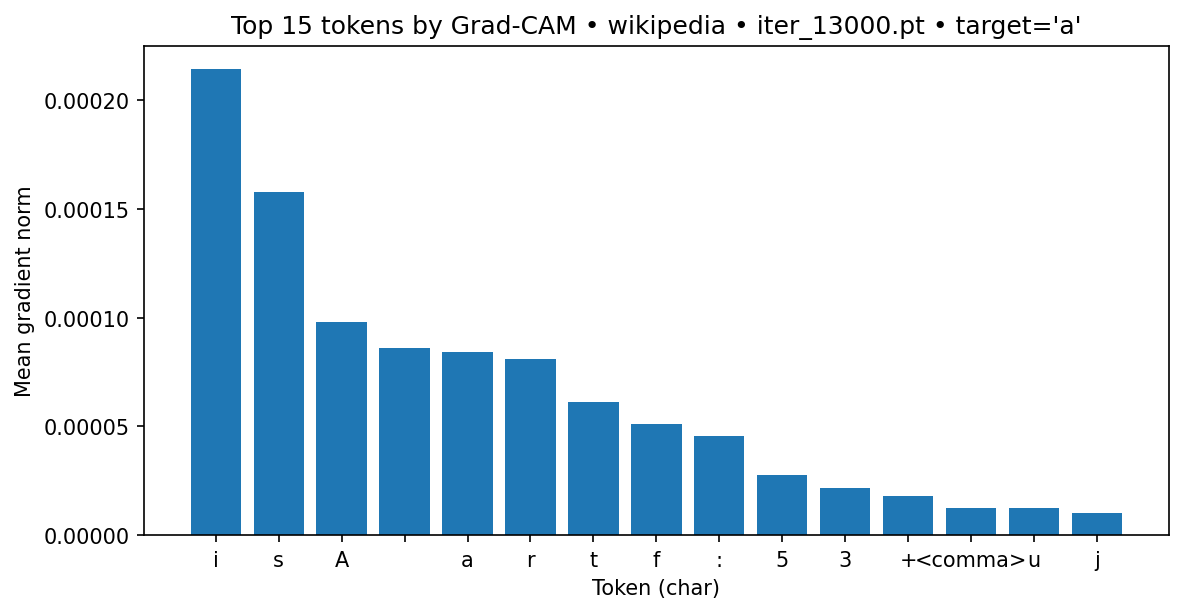 Top 15 tokens by Grad-CAM • wikipedia • iter_13000.pt • target='a'
Mean gradient norm
0.00020
0.00015
0.00010
0.00005
0.00000
i s A a r t f : 5 3 +<comma>u j
Token (char)